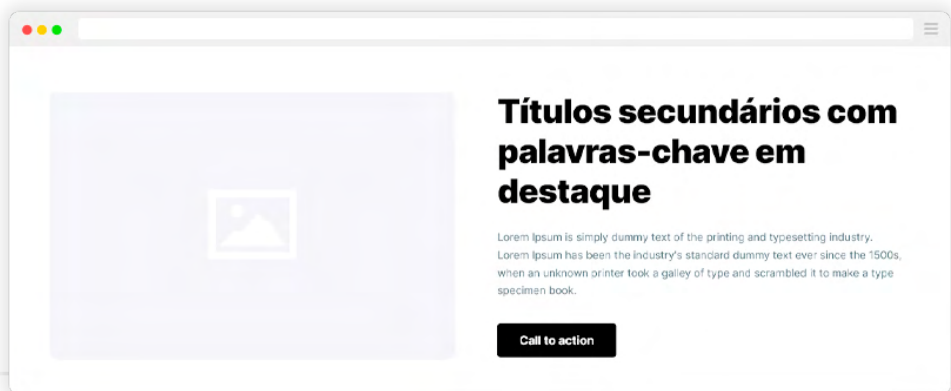 Títulos secundários com
palavras-chave em
destaque
Lorem Ipsum is simply dummy text of the printing and typesetting industry.
Lorem Ipsum has been the industry's standard dummy text ever since the 1500s,
when an unknown printer took a galley of type and scrambled it to make a type
specimen book.
Call to action